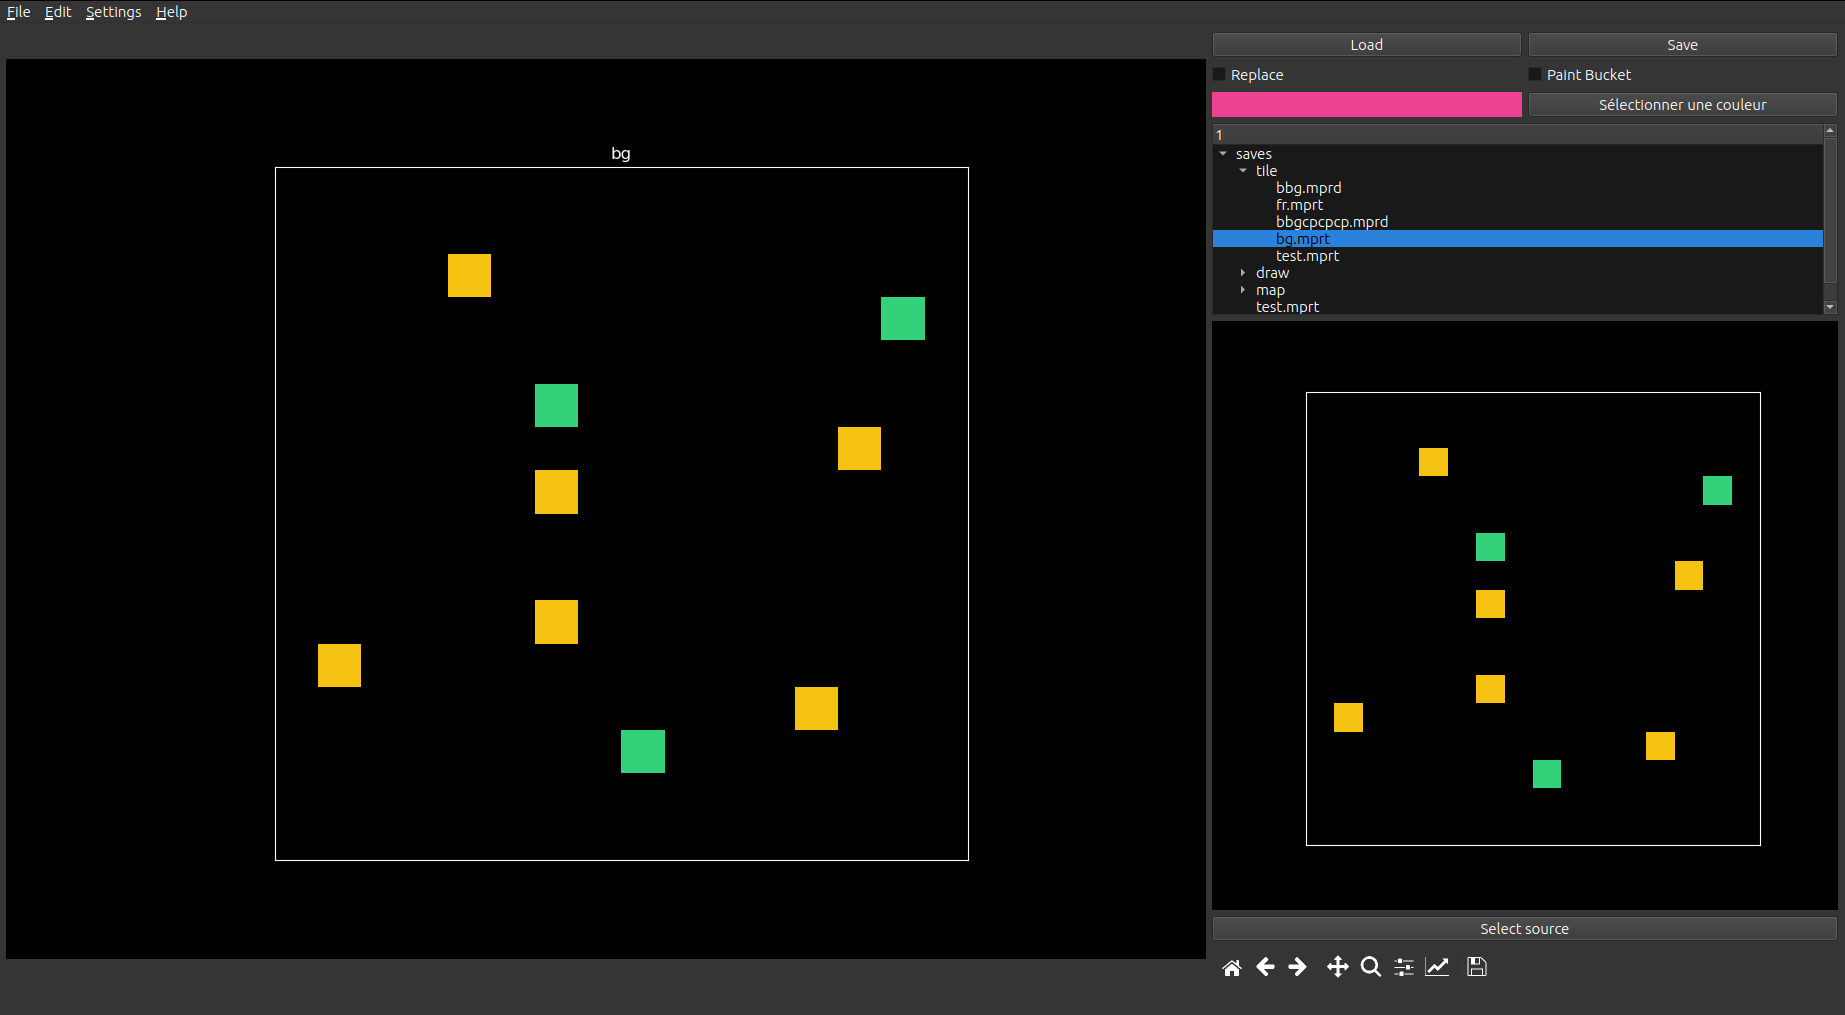 File Edit Settings Help
Load Save
Replace Paint Bucket
Sélectionner une couleur
1
saves
tile
bbg.mprd
fr.mprt
bbgcpcpcp.mprd
bg.mprt
test.mprt
draw
map
test.mprt
bg
Select source